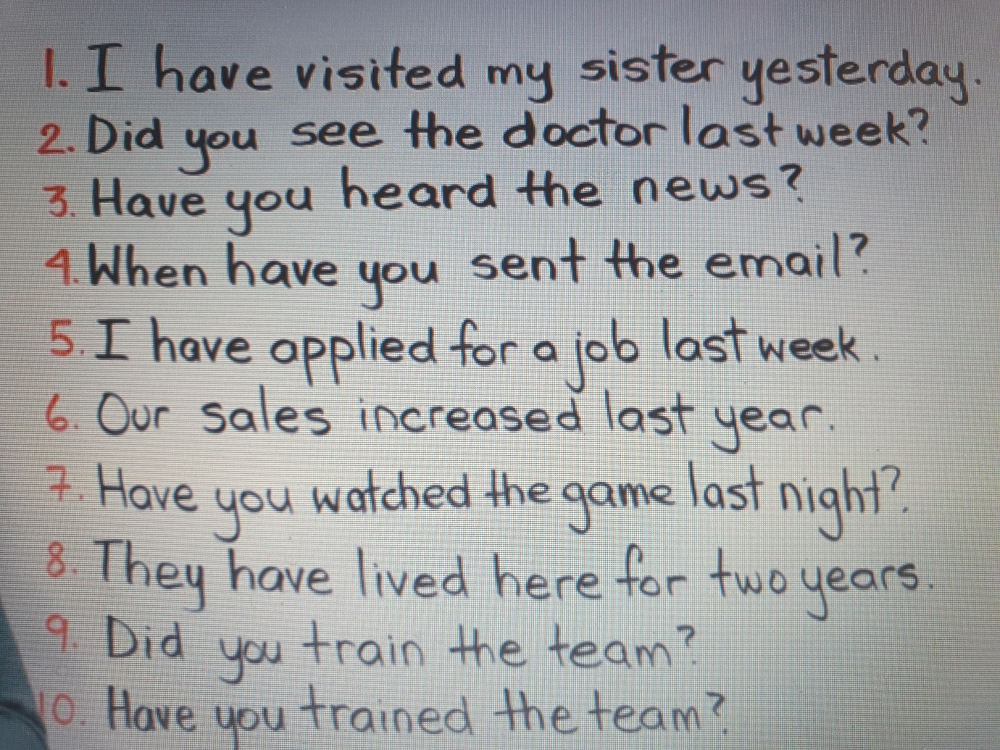 1. I have visited my sister yesterday.
2. Did you see the doctor last week?
3. Have you heard the news?
4. When have you sent the email?
5. I have applied for a job last week.
6. Our sales increased last year.
7. Have you watched the game last night?
8. They have lived here for two years.
9. Did you train the team?
10. Have you trained the team?